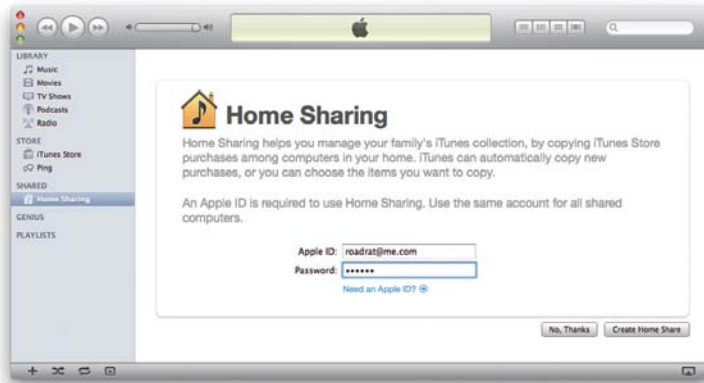 LIBRARY
Music
Movies
TV Shows
Podcasts
Radio
STORE
iTunes Store
Ping
SHARED
Home Sharing
GENIUS
PLAYLISTS
Home Sharing
Home Sharing helps you manage your family's iTunes collection, by copying iTunes Store
purchases among computers in your home. iTunes can automatically copy new
purchases, or you can choose the items you want to copy.
An Apple ID is required to use Home Sharing. Use the same account for all shared
computers.
Apple ID: roadrat@me.com
Password: ••••••
Need an Apple ID?
No, Thanks Create Home Share